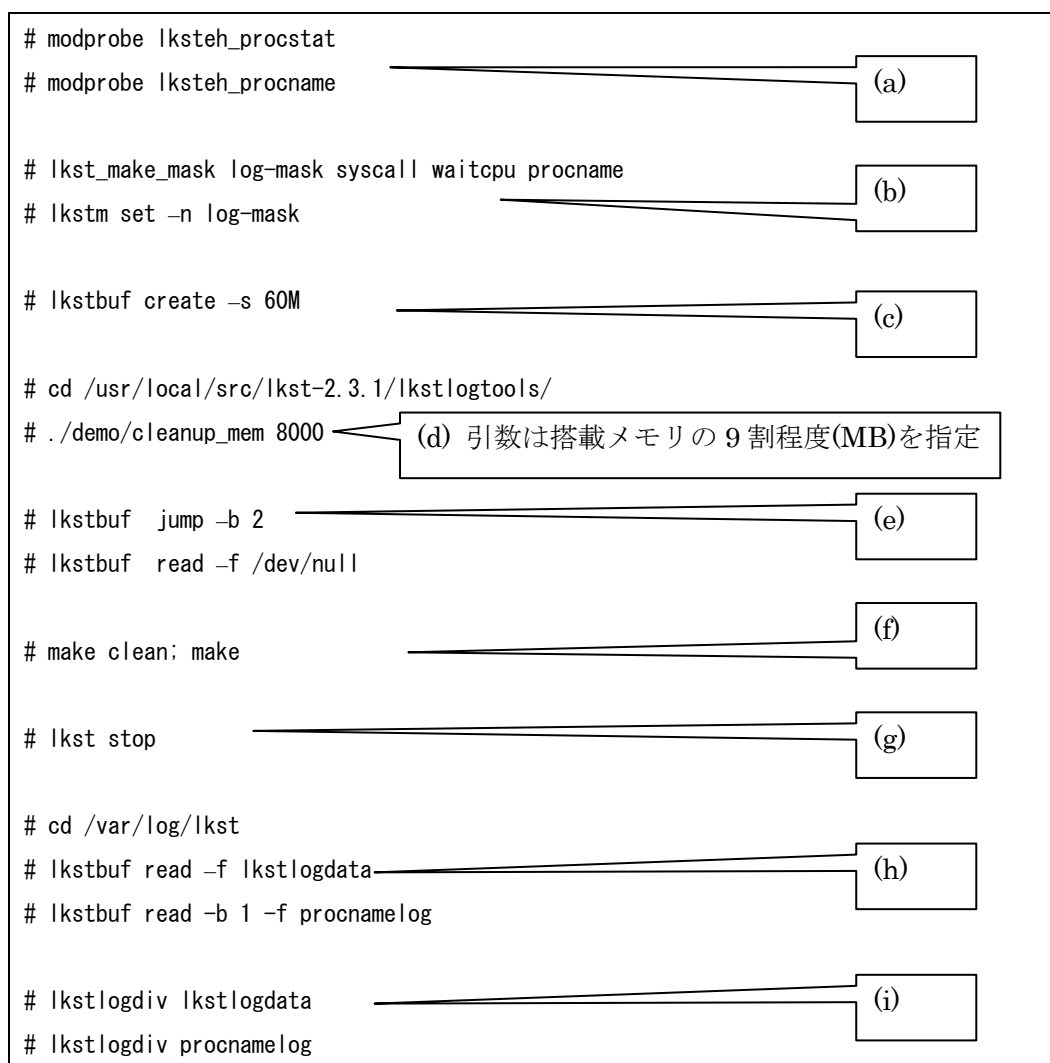 # modprobe lksteh_procstat
# modprobe lksteh_procname
(a)
# lkst_make_mask log-mask syscall waitcpu procname
# lkstm set –n log-mask
(b)
# lkstbuf create –s 60M
(c)
# cd /usr/local/src/lkst-2.3.1/lkstlogtools/
# ./demo/cleanup_mem 8000
(d) 引数は搭載メモリの 9 割程度(MB)を指定
# lkstbuf  jump –b 2
(e)
# lkstbuf  read –f /dev/null
# make clean; make
(f)
# lkst stop
(g)
# cd /var/log/lkst
# lkstbuf read –f lkstlogdata
(h)
# lkstbuf read -b 1 -f procnamelog
# lkstlogdiv lkstlogdata
(i)
# lkstlogdiv procnamelog